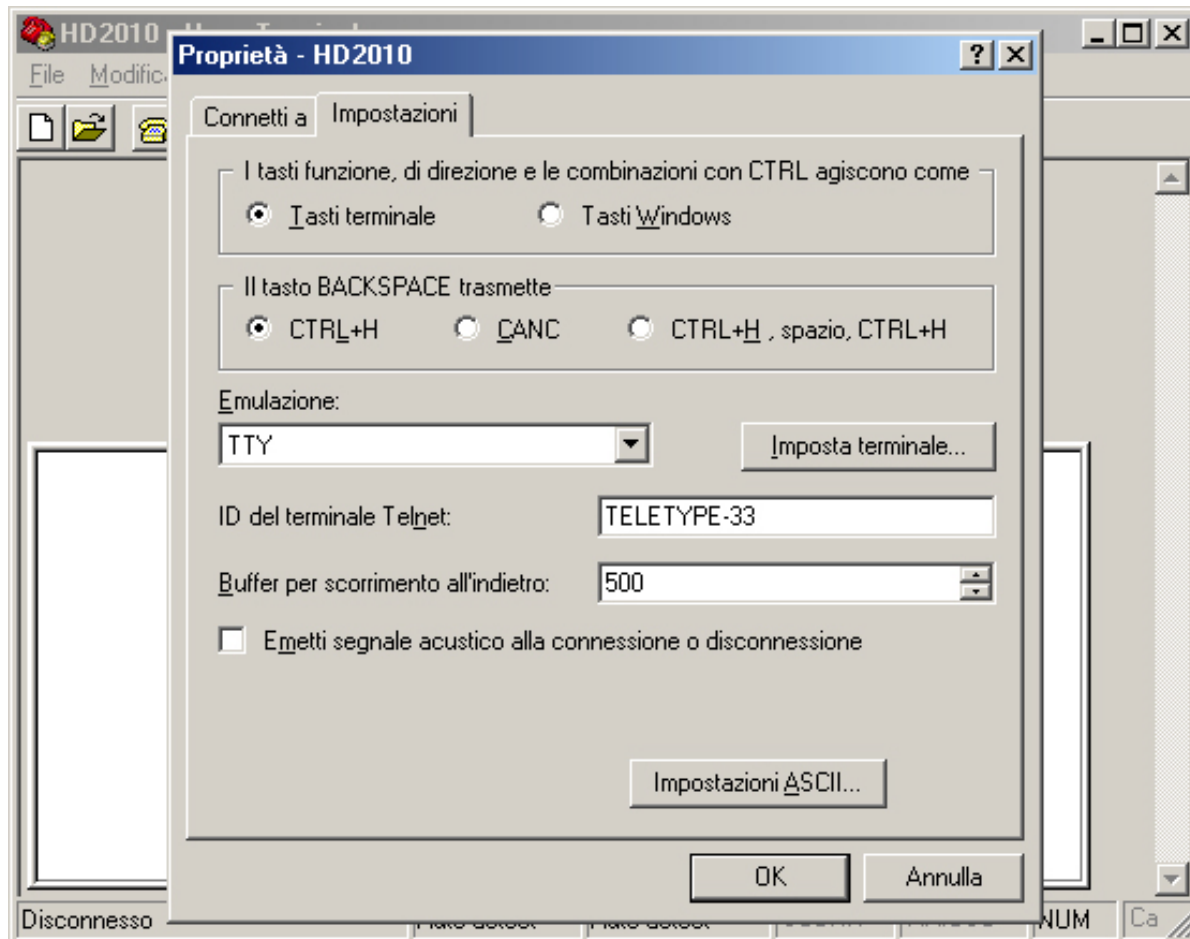 HD2010
Proprietà - HD2010
File Modific
Connetti a Impostazioni
I tasti funzione, di direzione e le combinazioni con CTRL agiscono come
Tasti terminale Tasti Windows
Il tasto BACKSPACE trasmette
CTRL+H CANC CTRL+H , spazio, CTRL+H
Emulazione:
TTY Imposta terminale...
ID del terminale Telnet: TELETYPE-33
Buffer per scorrimento all'indietro: 500
Emetti segnale acustico alla connessione o disconnessione
Impostazioni ASCII...
OK Annulla
Disconnesso NUM Ca